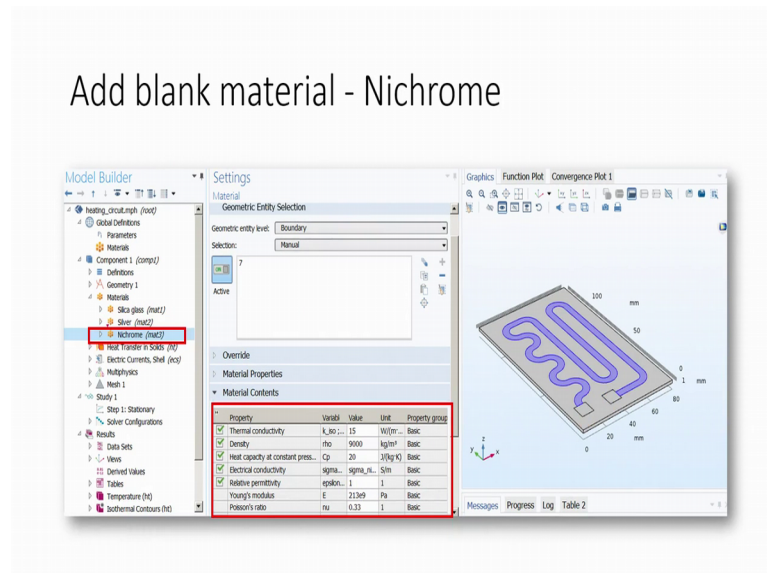 Add blank material - Nichrome
Model Builder
heating_circuit.mph (root)
Global Definitions
Parameters
Materials
Component 1 (comp1)
Definitions
Geometry 1
Materials
Silica glass (mat1)
Silver (mat2)
Nichrome (mat3)
Heat Transfer in Solids (ht)
Electric Currents, Shell (ecs)
Multiphysics
Mesh 1
Study 1
Step 1: Stationary
Solver Configurations
Results
Data Sets
Views
Derived Values
Tables
Temperature (ht)
Isothermal Contours (ht)
Settings
Material
Geometric Entity Selection
Geometric entity level: Boundary
Selection: Manual
7
Active
Override
Material Properties
Material Contents
Property Variabl Value Unit Property group
Thermal conductivity k_iso ;... 15 W/(m·... Basic
Density rho 9000 kg/m³ Basic
Heat capacity at constant press... Cp 20 J/(kg·K) Basic
Electrical conductivity sigma... sigma_ni... S/m Basic
Relative permittivity epsilon... 1 1 Basic
Young's modulus E 213e9 Pa Basic
Poisson's ratio nu 0.33 1 Basic
Graphics Function Plot Convergence Plot 1
100 mm
50
0
1 mm
80
60
40
20 mm
0
z
y x
Messages Progress Log Table 2